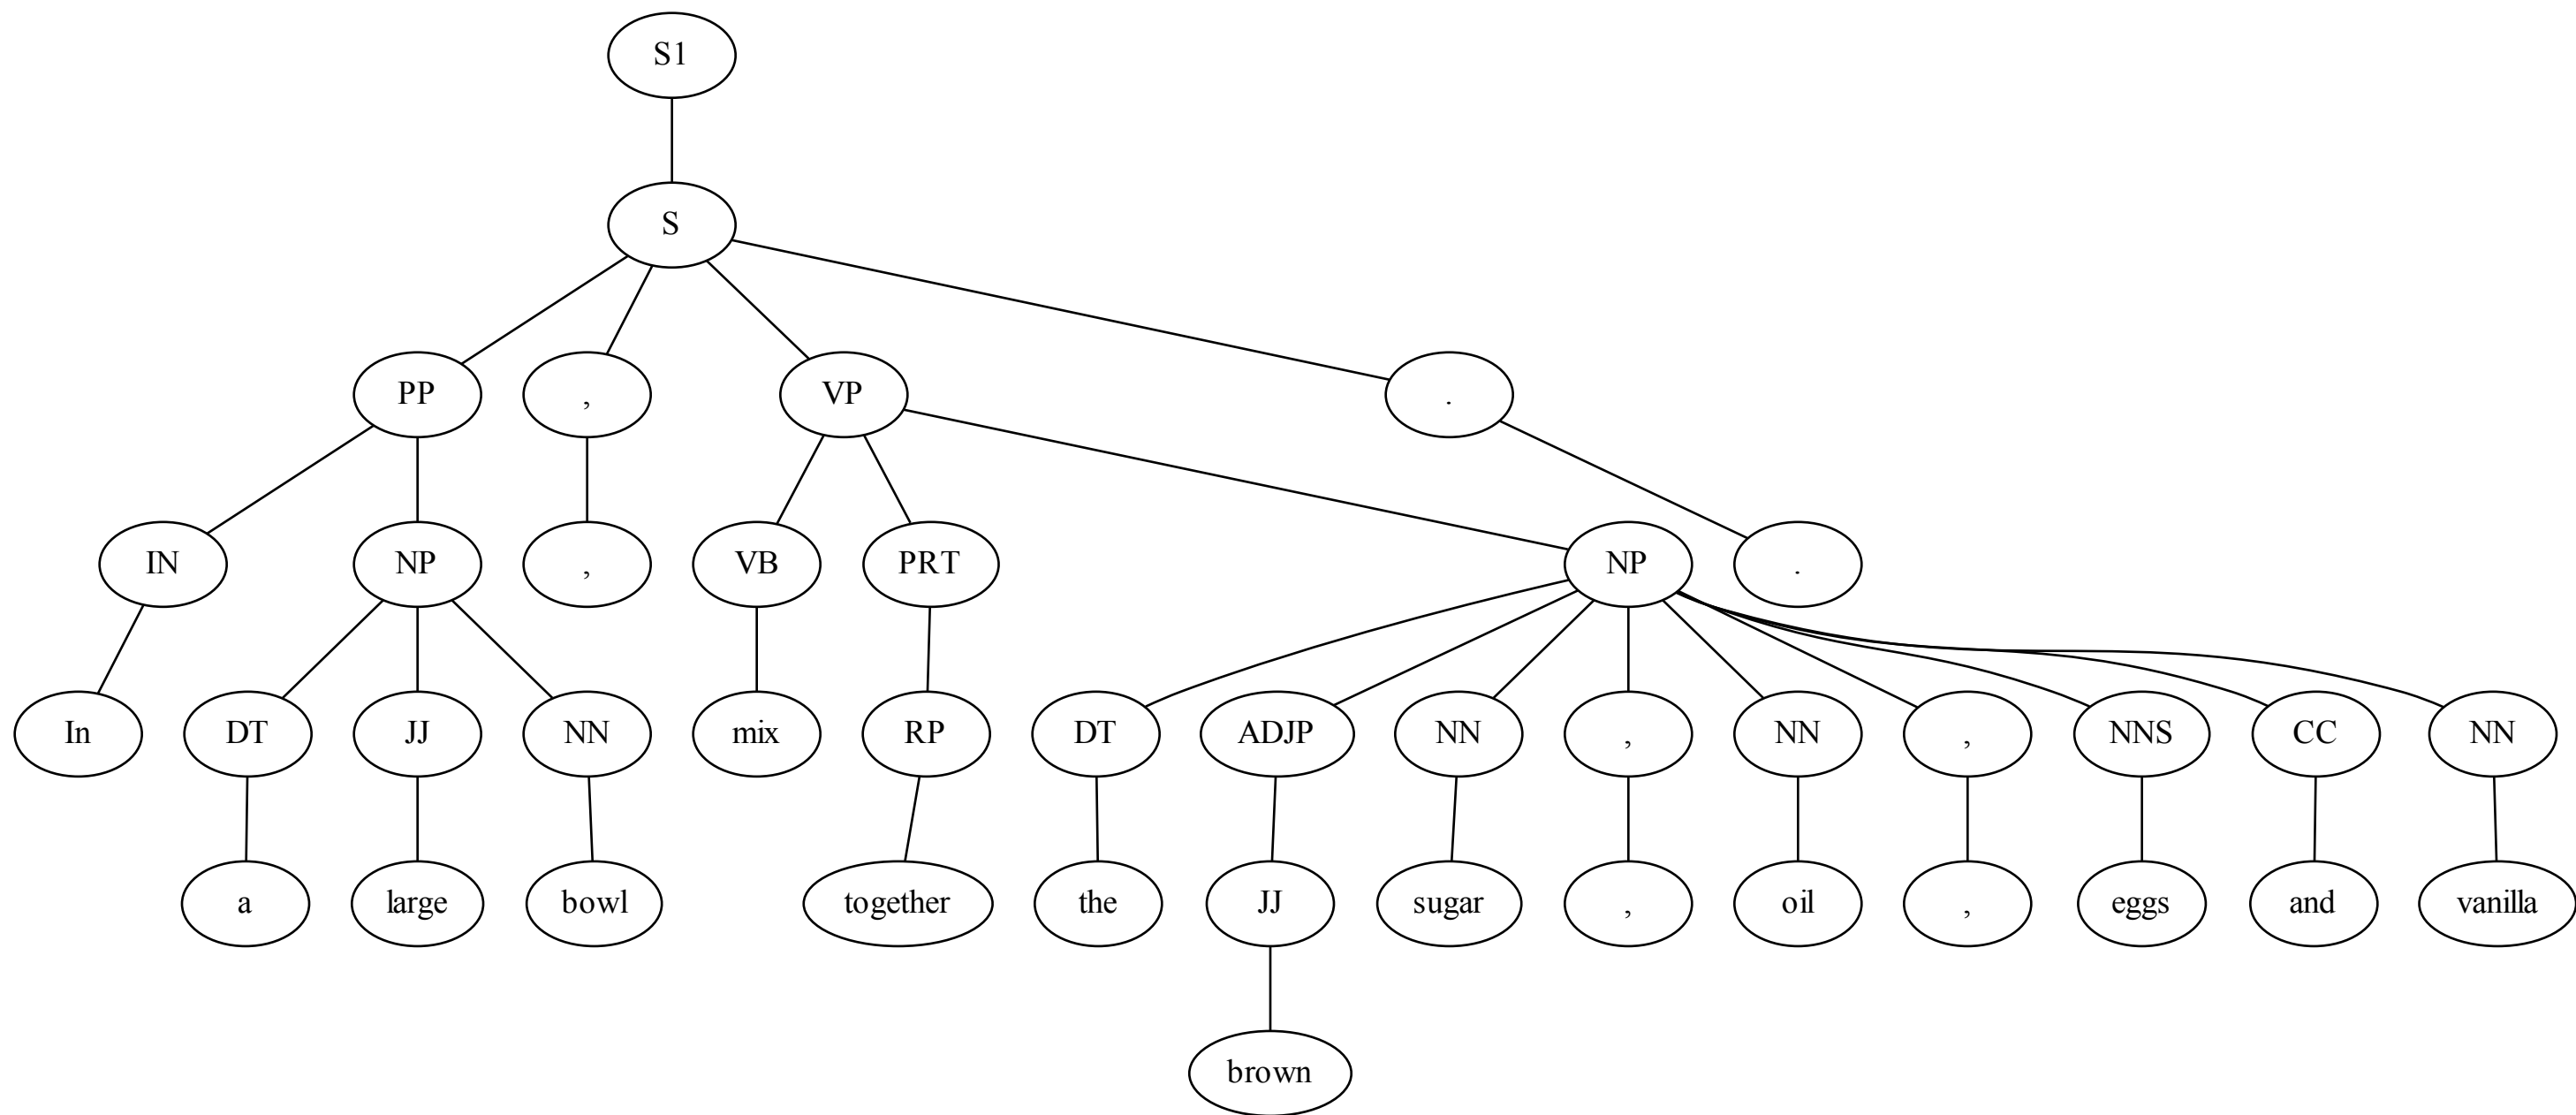 S1
S
PP , VP .
IN NP , VB PRT NP .
In DT JJ NN mix RP DT ADJP NN , NN , NNS CC NN
a large bowl together the JJ sugar , oil , eggs and vanilla
brown